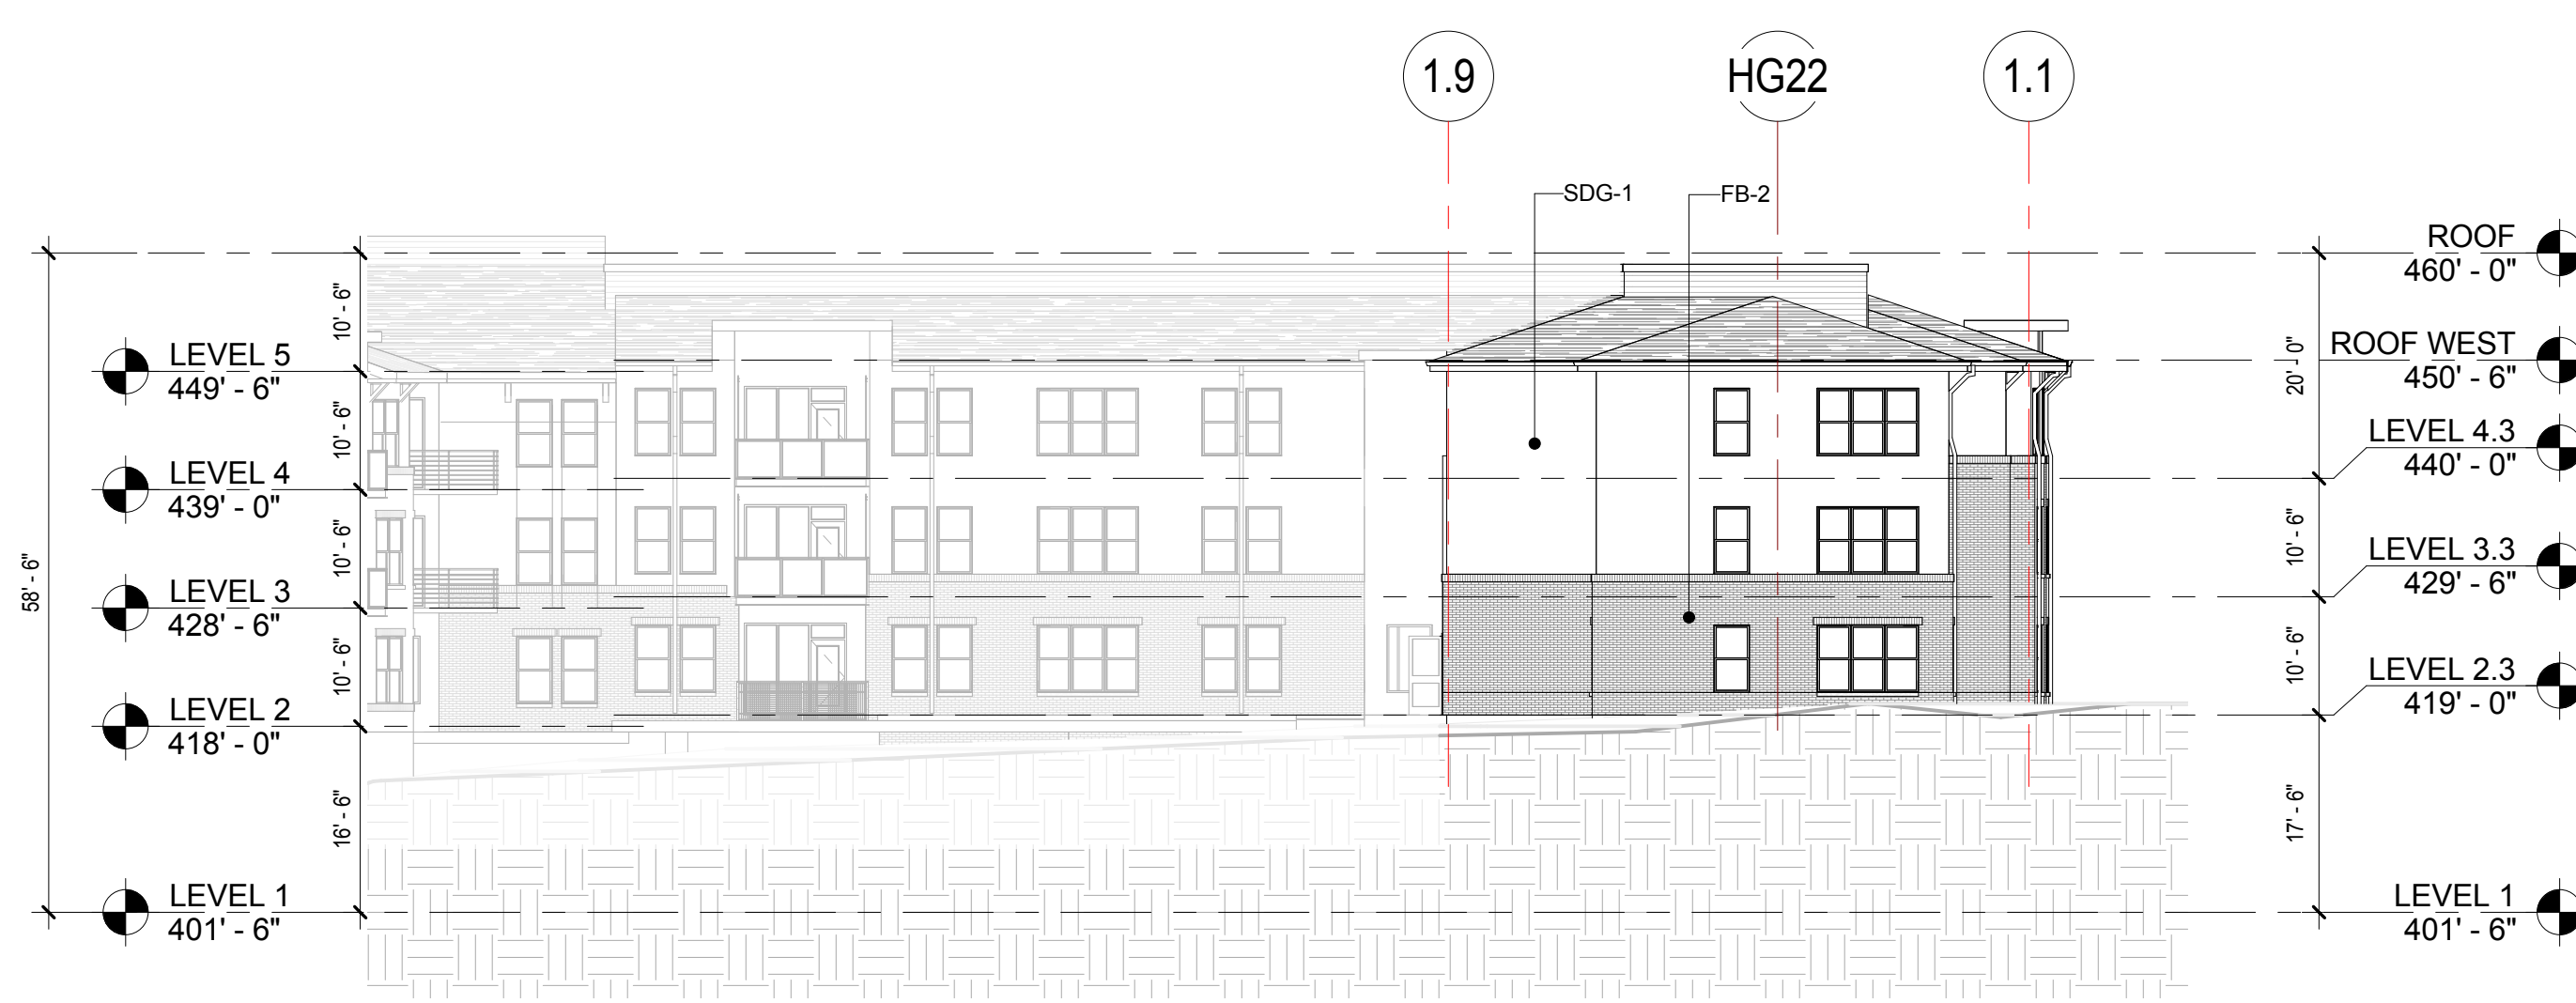 1.9
HG22
1.1
SDG-1
FB-2
ROOF
460' - 0"
ROOF WEST
450' - 6"
LEVEL 4.3
440' - 0"
LEVEL 3.3
429' - 6"
LEVEL 2.3
419' - 0"
LEVEL 1
401' - 6"
20' - 0"
10' - 6"
10' - 6"
17' - 6"
LEVEL 5
449' - 6"
LEVEL 4
439' - 0"
LEVEL 3
428' - 6"
LEVEL 2
418' - 0"
LEVEL 1
401' - 6"
10' - 6"
10' - 6"
10' - 6"
10' - 6"
16' - 6"
58' - 6"